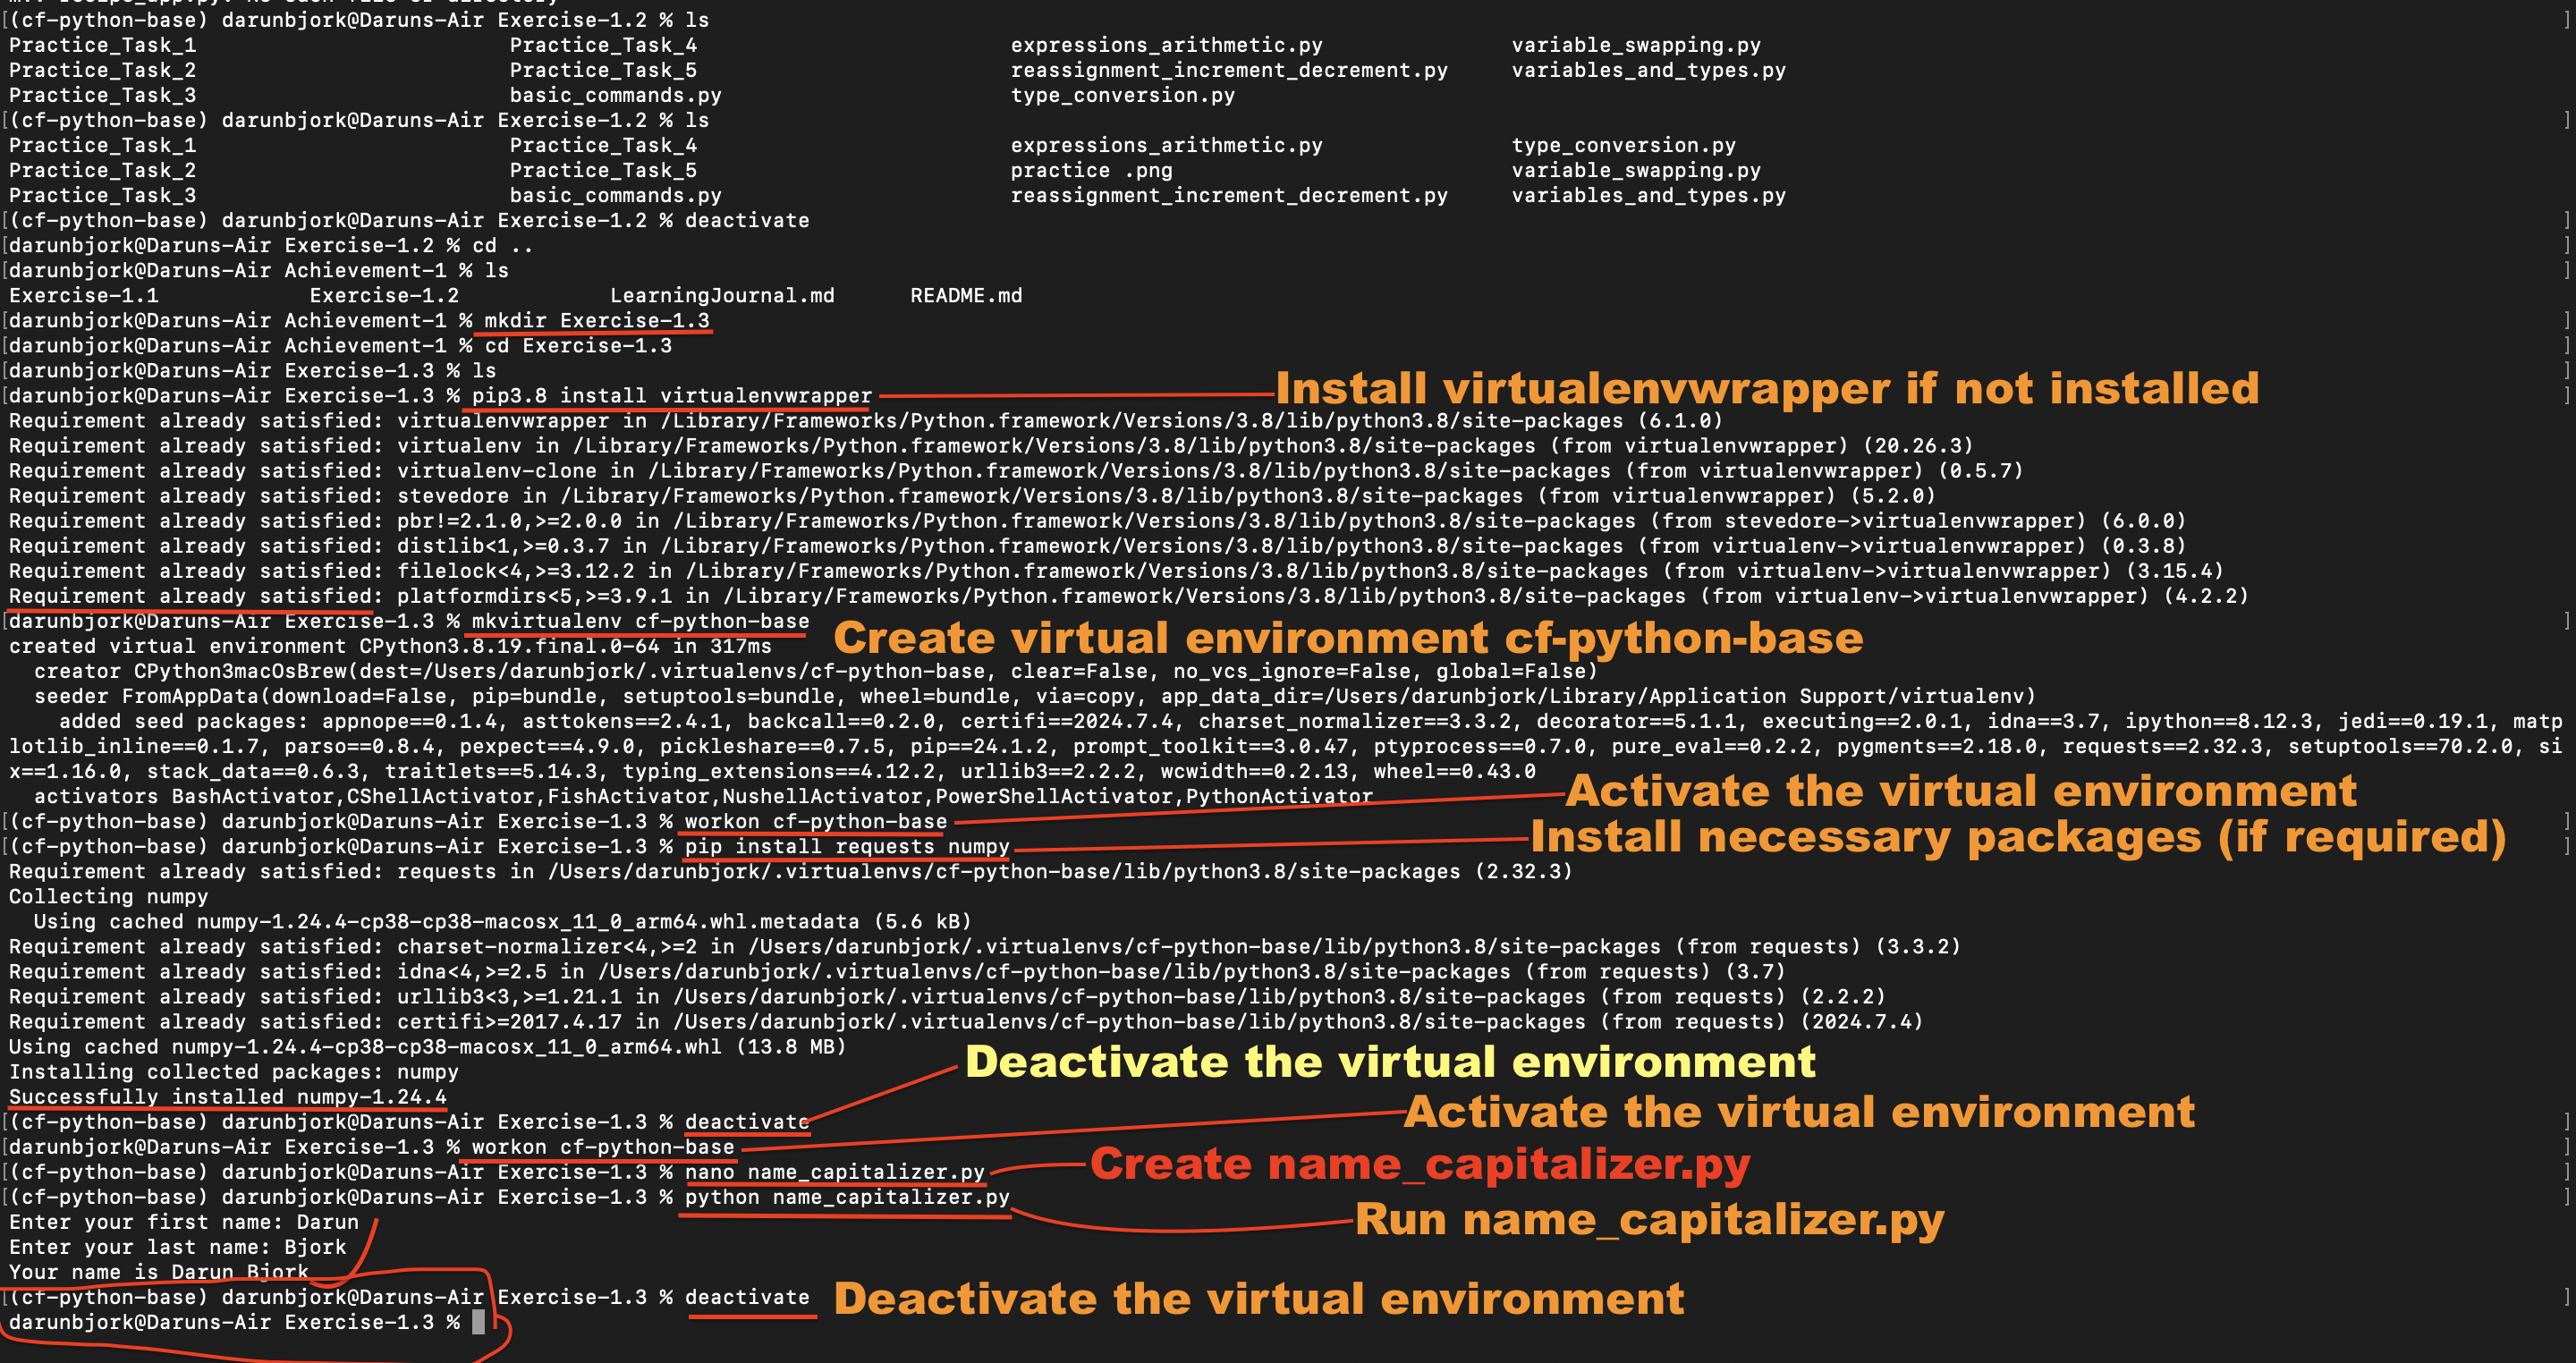 [(cf-python-base) darunbjork@Daruns-Air Exercise-1.2 % ls ]
Practice_Task_1 Practice_Task_4 expressions_arithmetic.py variable_swapping.py
Practice_Task_2 Practice_Task_5 reassignment_increment_decrement.py variables_and_types.py
Practice_Task_3 basic_commands.py type_conversion.py
[(cf-python-base) darunbjork@Daruns-Air Exercise-1.2 % ls ]
Practice_Task_1 Practice_Task_4 expressions_arithmetic.py type_conversion.py
Practice_Task_2 Practice_Task_5 practice .png variable_swapping.py
Practice_Task_3 basic_commands.py reassignment_increment_decrement.py variables_and_types.py
[(cf-python-base) darunbjork@Daruns-Air Exercise-1.2 % deactivate ]
[darunbjork@Daruns-Air Exercise-1.2 % cd .. ]
[darunbjork@Daruns-Air Achievement-1 % ls ]
Exercise-1.1 Exercise-1.2 LearningJournal.md README.md
[darunbjork@Daruns-Air Achievement-1 % mkdir Exercise-1.3 ]
[darunbjork@Daruns-Air Achievement-1 % cd Exercise-1.3 ]
[darunbjork@Daruns-Air Exercise-1.3 % ls ]
[darunbjork@Daruns-Air Exercise-1.3 % pip3.8 install virtualenvwrapper ]
Install virtualenvwrapper if not installed
Requirement already satisfied: virtualenvwrapper in /Library/Frameworks/Python.framework/Versions/3.8/lib/python3.8/site-packages (6.1.0)
Requirement already satisfied: virtualenv in /Library/Frameworks/Python.framework/Versions/3.8/lib/python3.8/site-packages (from virtualenvwrapper) (20.26.3)
Requirement already satisfied: virtualenv-clone in /Library/Frameworks/Python.framework/Versions/3.8/lib/python3.8/site-packages (from virtualenvwrapper) (0.5.7)
Requirement already satisfied: stevedore in /Library/Frameworks/Python.framework/Versions/3.8/lib/python3.8/site-packages (from virtualenvwrapper) (5.2.0)
Requirement already satisfied: pbr!=2.1.0,>=2.0.0 in /Library/Frameworks/Python.framework/Versions/3.8/lib/python3.8/site-packages (from stevedore->virtualenvwrapper) (6.0.0)
Requirement already satisfied: distlib<1,>=0.3.7 in /Library/Frameworks/Python.framework/Versions/3.8/lib/python3.8/site-packages (from virtualenv->virtualenvwrapper) (0.3.8)
Requirement already satisfied: filelock<4,>=3.12.2 in /Library/Frameworks/Python.framework/Versions/3.8/lib/python3.8/site-packages (from virtualenv->virtualenvwrapper) (3.15.4)
Requirement already satisfied: platformdirs<5,>=3.9.1 in /Library/Frameworks/Python.framework/Versions/3.8/lib/python3.8/site-packages (from virtualenv->virtualenvwrapper) (4.2.2)
[darunbjork@Daruns-Air Exercise-1.3 % mkvirtualenv cf-python-base ]
Create virtual environment cf-python-base
created virtual environment CPython3.8.19.final.0-64 in 317ms
creator CPython3macOsBrew(dest=/Users/darunbjork/.virtualenvs/cf-python-base, clear=False, no_vcs_ignore=False, global=False)
seeder FromAppData(download=False, pip=bundle, setuptools=bundle, wheel=bundle, via=copy, app_data_dir=/Users/darunbjork/Library/Application Support/virtualenv)
added seed packages: appnope==0.1.4, asttokens==2.4.1, backcall==0.2.0, certifi==2024.7.4, charset_normalizer==3.3.2, decorator==5.1.1, executing==2.0.1, idna==3.7, ipython==8.12.3, jedi==0.19.1, matp
lotlib_inline==0.1.7, parso==0.8.4, pexpect==4.9.0, pickleshare==0.7.5, pip==24.1.2, prompt_toolkit==3.0.47, ptyprocess==0.7.0, pure_eval==0.2.2, pygments==2.18.0, requests==2.32.3, setuptools==70.2.0, si
x==1.16.0, stack_data==0.6.3, traitlets==5.14.3, typing_extensions==4.12.2, urllib3==2.2.2, wcwidth==0.2.13, wheel==0.43.0
activators BashActivator,CShellActivator,FishActivator,NushellActivator,PowerShellActivator,PythonActivator
Activate the virtual environment
[(cf-python-base) darunbjork@Daruns-Air Exercise-1.3 % workon cf-python-base ]
[(cf-python-base) darunbjork@Daruns-Air Exercise-1.3 % pip install requests numpy ]
Install necessary packages (if required)
Requirement already satisfied: requests in /Users/darunbjork/.virtualenvs/cf-python-base/lib/python3.8/site-packages (2.32.3)
Collecting numpy
Using cached numpy-1.24.4-cp38-cp38-macosx_11_0_arm64.whl.metadata (5.6 kB)
Requirement already satisfied: charset-normalizer<4,>=2 in /Users/darunbjork/.virtualenvs/cf-python-base/lib/python3.8/site-packages (from requests) (3.3.2)
Requirement already satisfied: idna<4,>=2.5 in /Users/darunbjork/.virtualenvs/cf-python-base/lib/python3.8/site-packages (from requests) (3.7)
Requirement already satisfied: urllib3<3,>=1.21.1 in /Users/darunbjork/.virtualenvs/cf-python-base/lib/python3.8/site-packages (from requests) (2.2.2)
Requirement already satisfied: certifi>=2017.4.17 in /Users/darunbjork/.virtualenvs/cf-python-base/lib/python3.8/site-packages (from requests) (2024.7.4)
Using cached numpy-1.24.4-cp38-cp38-macosx_11_0_arm64.whl (13.8 MB)
Deactivate the virtual environment
Installing collected packages: numpy
Successfully installed numpy-1.24.4
[(cf-python-base) darunbjork@Daruns-Air Exercise-1.3 % deactivate ]
Activate the virtual environment
[darunbjork@Daruns-Air Exercise-1.3 % workon cf-python-base ]
[(cf-python-base) darunbjork@Daruns-Air Exercise-1.3 % nano name_capitalizer.py ]
Create name_capitalizer.py
[(cf-python-base) darunbjork@Daruns-Air Exercise-1.3 % python name_capitalizer.py ]
Run name_capitalizer.py
Enter your first name: Darun
Enter your last name: Bjork
Your name is Darun Bjork
[(cf-python-base) darunbjork@Daruns-Air Exercise-1.3 % deactivate ]
Deactivate the virtual environment
darunbjork@Daruns-Air Exercise-1.3 %